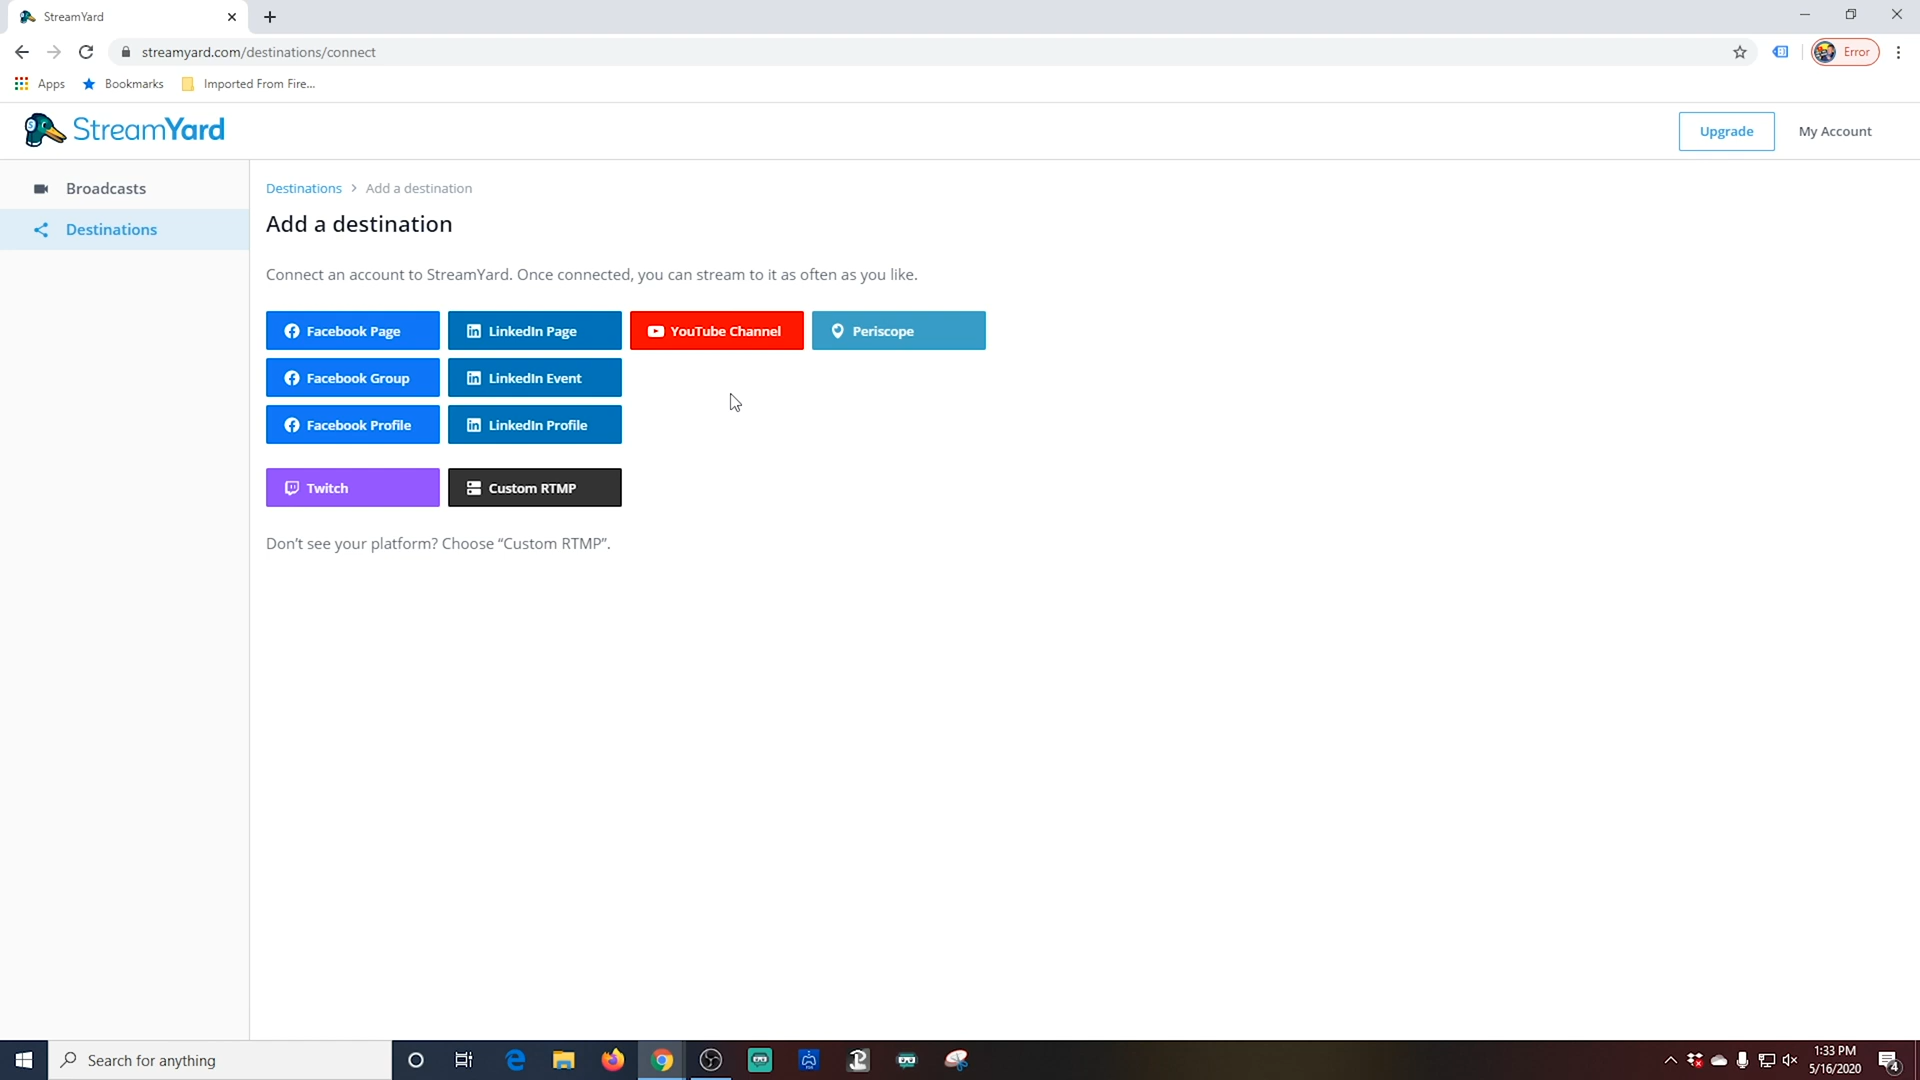 StreamYard
streamyard.com/destinations/connect
Error
Apps
Bookmarks
Imported From Fire...
StreamYard
Upgrade
My Account
Broadcasts
Destinations
Destinations > Add a destination
Add a destination
Connect an account to StreamYard. Once connected, you can stream to it as often as you like.
Facebook Page
LinkedIn Page
YouTube Channel
Periscope
Facebook Group
LinkedIn Event
Facebook Profile
LinkedIn Profile
Twitch
Custom RTMP
Don't see your platform? Choose “Custom RTMP”.
Search for anything
1:33 PM
5/16/2020
4